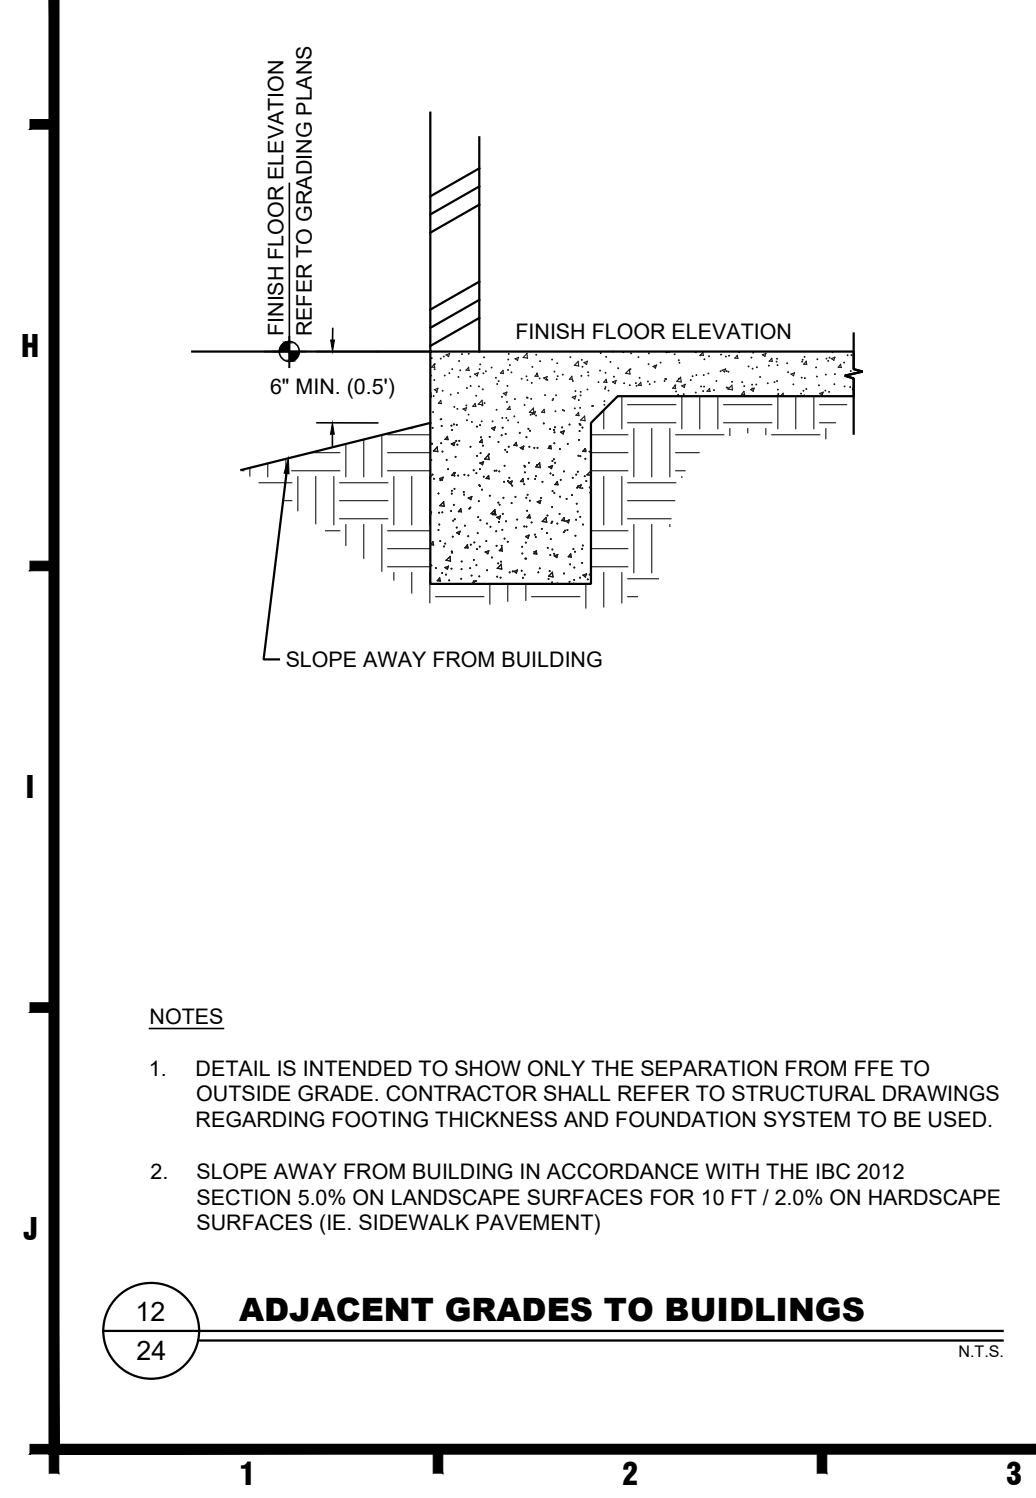 FINISH FLOOR ELEVATION
REFER TO GRADING PLANS
H
FINISH FLOOR ELEVATION
6" MIN. (0.5')
SLOPE AWAY FROM BUILDING
I
NOTES
1. DETAIL IS INTENDED TO SHOW ONLY THE SEPARATION FROM FFE TO
OUTSIDE GRADE. CONTRACTOR SHALL REFER TO STRUCTURAL DRAWINGS
REGARDING FOOTING THICKNESS AND FOUNDATION SYSTEM TO BE USED.
2. SLOPE AWAY FROM BUILDING IN ACCORDANCE WITH THE IBC 2012
SECTION 5.0% ON LANDSCAPE SURFACES FOR 10 FT / 2.0% ON HARDSCAPE
SURFACES (IE. SIDEWALK PAVEMENT)
J
12
ADJACENT GRADES TO BUIDLINGS
24
N.T.S.
1 2 3